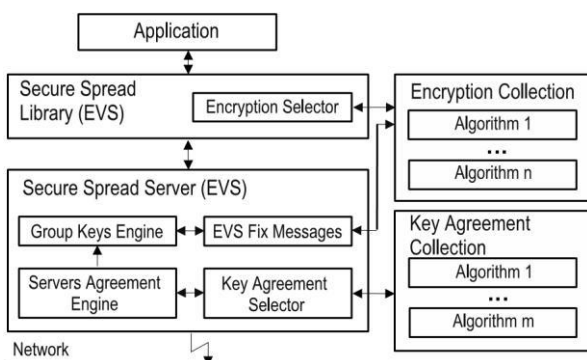 Application
Secure Spread
Library (EVS)
Encryption Selector
Secure Spread Server (EVS)
Group Keys Engine
EVS Fix Messages
Servers Agreement
Engine
Key Agreement
Selector
Network
Encryption Collection
Algorithm 1
...
Algorithm n
Key Agreement
Collection
Algorithm 1
...
Algorithm m